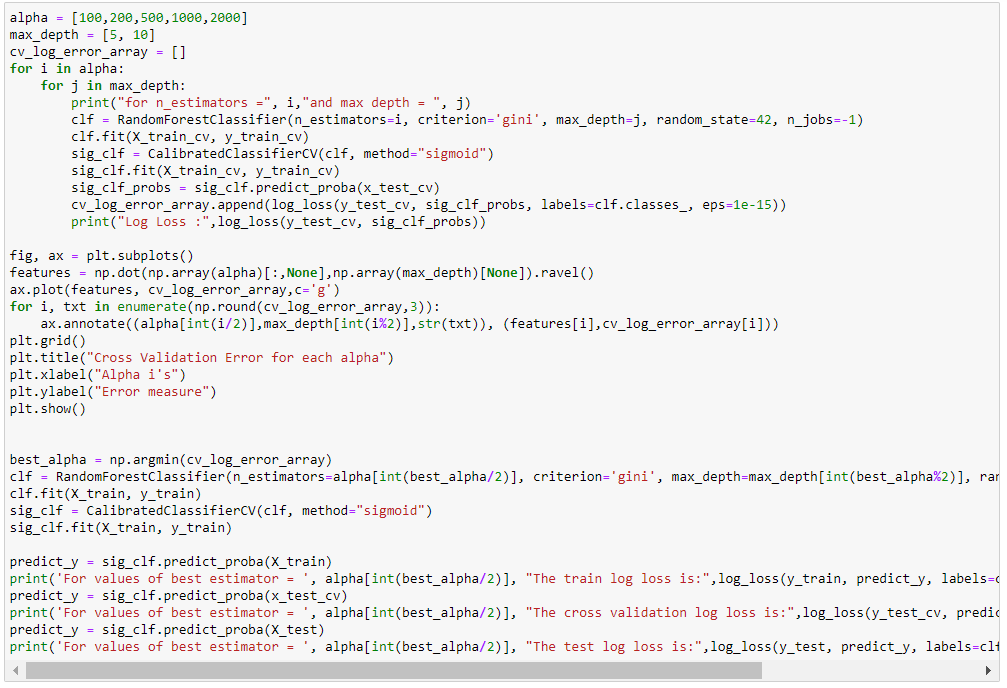 alpha = [100,200,500,1000,2000]
max_depth = [5, 10]
cv_log_error_array = []
for i in alpha:
    for j in max_depth:
        print("for n_estimators =", i,"and max depth = ", j)
        clf = RandomForestClassifier(n_estimators=i, criterion='gini', max_depth=j, random_state=42, n_jobs=-1)
        clf.fit(X_train_cv, y_train_cv)
        sig_clf = CalibratedClassifierCV(clf, method="sigmoid")
        sig_clf.fit(X_train_cv, y_train_cv)
        sig_clf_probs = sig_clf.predict_proba(x_test_cv)
        cv_log_error_array.append(log_loss(y_test_cv, sig_clf_probs, labels=clf.classes_, eps=1e-15))
        print("Log Loss :",log_loss(y_test_cv, sig_clf_probs))

fig, ax = plt.subplots()
features = np.dot(np.array(alpha)[:,None],np.array(max_depth)[None]).ravel()
ax.plot(features, cv_log_error_array,c='g')
for i, txt in enumerate(np.round(cv_log_error_array,3)):
    ax.annotate((alpha[int(i/2)],max_depth[int(i%2)],str(txt)), (features[i],cv_log_error_array[i]))
plt.grid()
plt.title("Cross Validation Error for each alpha")
plt.xlabel("Alpha i's")
plt.ylabel("Error measure")
plt.show()


best_alpha = np.argmin(cv_log_error_array)
clf = RandomForestClassifier(n_estimators=alpha[int(best_alpha/2)], criterion='gini', max_depth=max_depth[int(best_alpha%2)], ran
clf.fit(X_train, y_train)
sig_clf = CalibratedClassifierCV(clf, method="sigmoid")
sig_clf.fit(X_train, y_train)

predict_y = sig_clf.predict_proba(X_train)
print('For values of best estimator = ', alpha[int(best_alpha/2)], "The train log loss is:",log_loss(y_train, predict_y, labels=c
predict_y = sig_clf.predict_proba(x_test_cv)
print('For values of best estimator = ', alpha[int(best_alpha/2)], "The cross validation log loss is:",log_loss(y_test_cv, predic
predict_y = sig_clf.predict_proba(X_test)
print('For values of best estimator = ', alpha[int(best_alpha/2)], "The test log loss is:",log_loss(y_test, predict_y, labels=clf